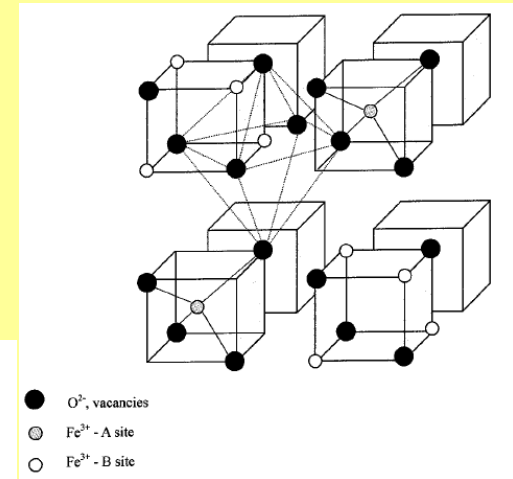 O²⁻, vacancies
Fe³⁺ - A site
Fe³⁺ - B site